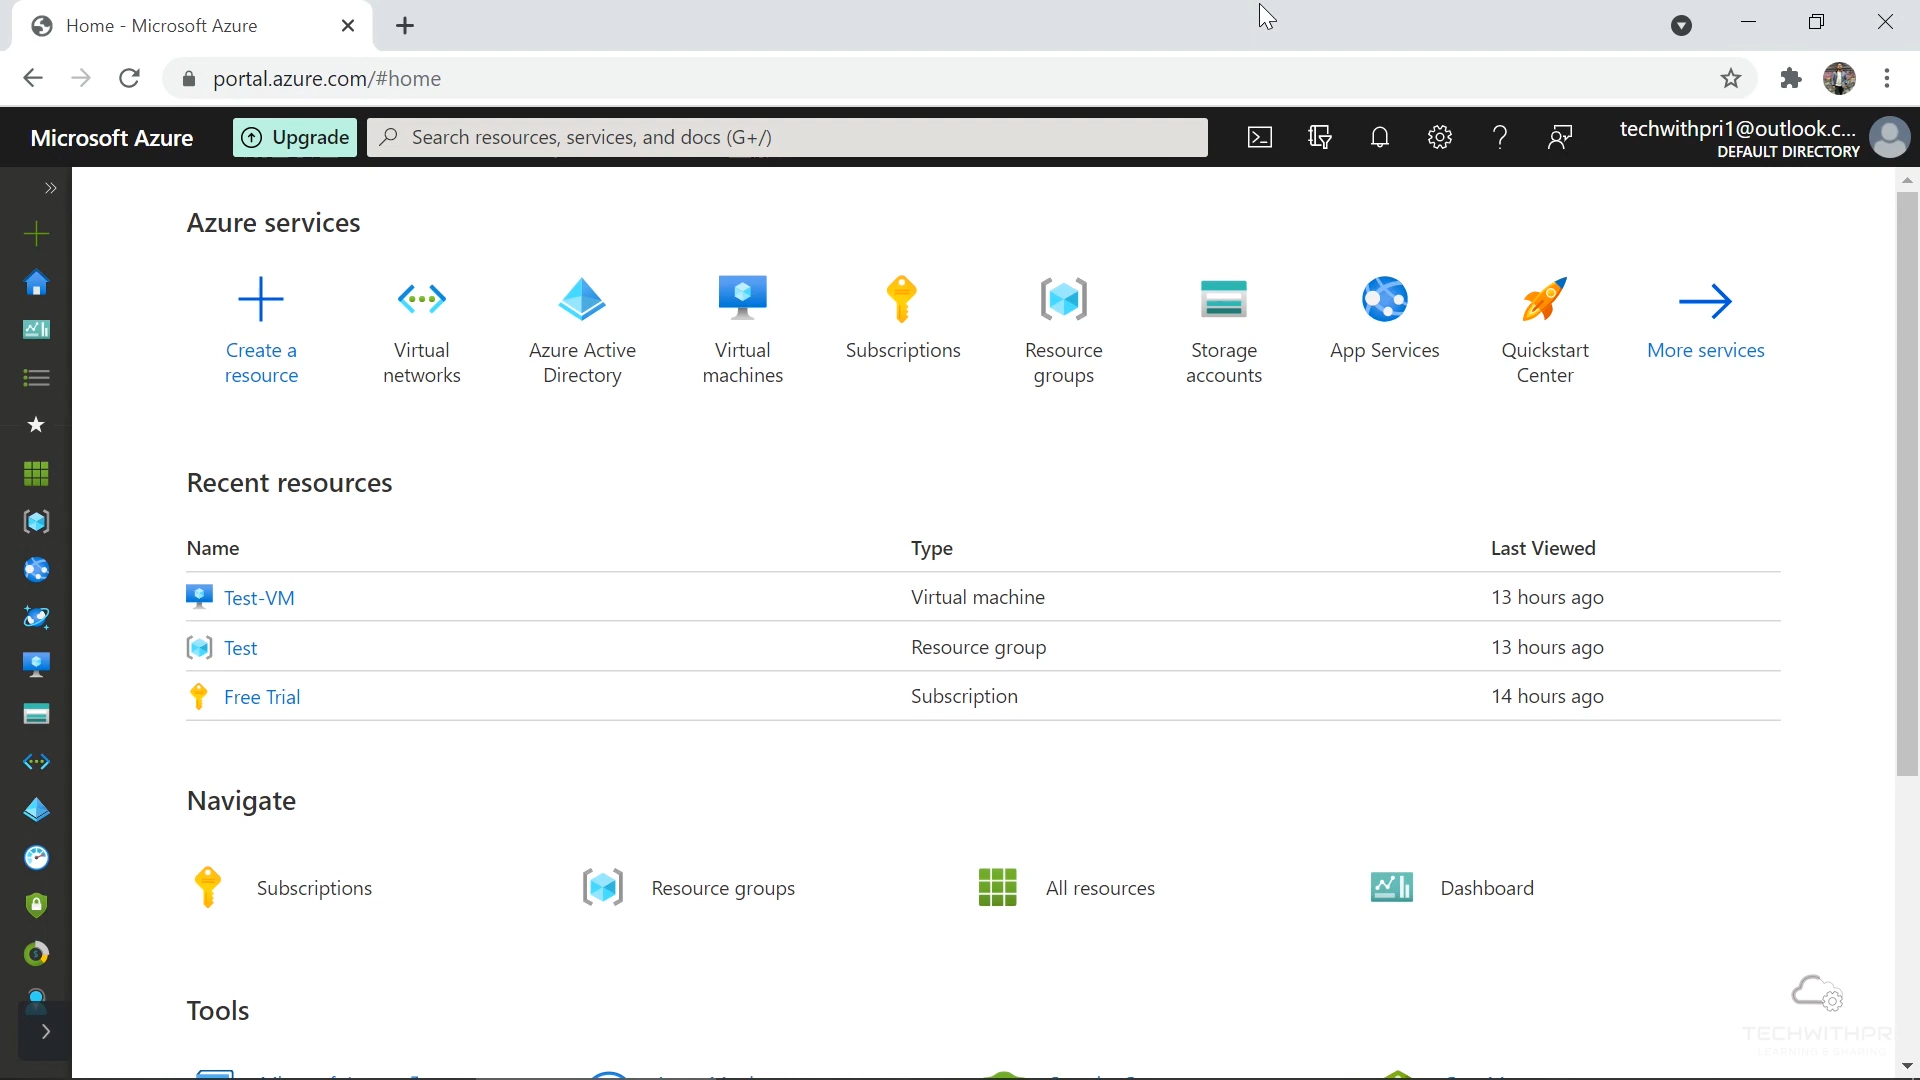 Home - Microsoft Azure
portal.azure.com/#home
Microsoft Azure
Upgrade
Search resources, services, and docs (G+/)
techwithpri1@outlook.c...
DEFAULT DIRECTORY
Azure services
Create a
resource
Virtual
networks
Azure Active
Directory
Virtual
machines
Subscriptions
Resource
groups
Storage
accounts
App Services
Quickstart
Center
More services
Recent resources
Name Type Last Viewed
Test-VM Virtual machine 13 hours ago
Test Resource group 13 hours ago
Free Trial Subscription 14 hours ago
Navigate
Subscriptions Resource groups All resources Dashboard
Tools
TECHWITHPRI
LEARNING & SHARING